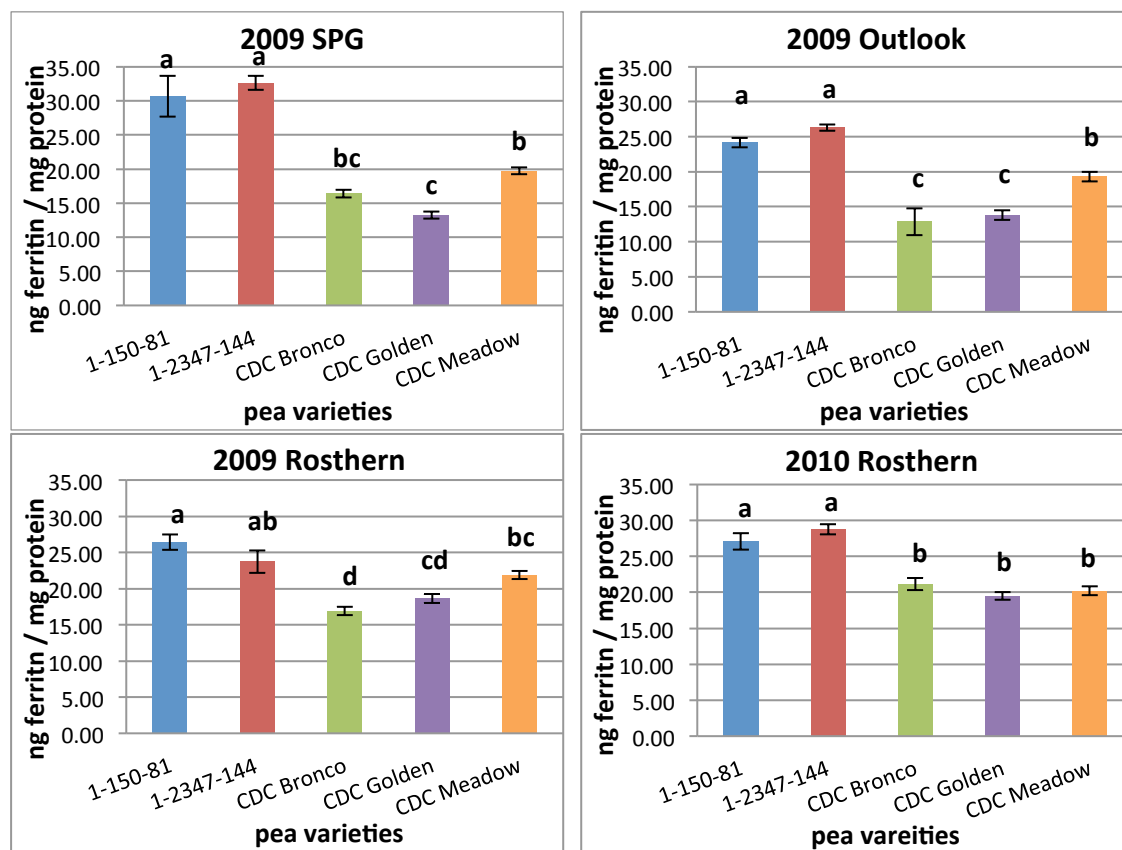 2009 SPG
ng ferritin / mg protein
35.00
30.00
25.00
20.00
15.00
10.00
5.00
0.00
a
a
bc
c
b
1-150-81
1-2347-144
CDC Bronco
CDC Golden
CDC Meadow
pea varieties
2009 Outlook
ng ferritin / mg protein
35.00
30.00
25.00
20.00
15.00
10.00
5.00
0.00
a
a
c
c
b
1-150-81
1-2347-144
CDC Bronco
CDC Golden
CDC Meadow
pea varieties
2009 Rosthern
ng ferritn / mg protein
35.00
30.00
25.00
20.00
15.00
10.00
5.00
0.00
a
ab
d
cd
bc
1-150-81
1-2347-144
CDC Bronco
CDC Golden
CDC Meadow
pea varieties
2010 Rosthern
ng ferritn / mg protein
35.00
30.00
25.00
20.00
15.00
10.00
5.00
0.00
a
a
b
b
b
1-150-81
1-2347-144
CDC Bronco
CDC Golden
CDC Meadow
pea vareities